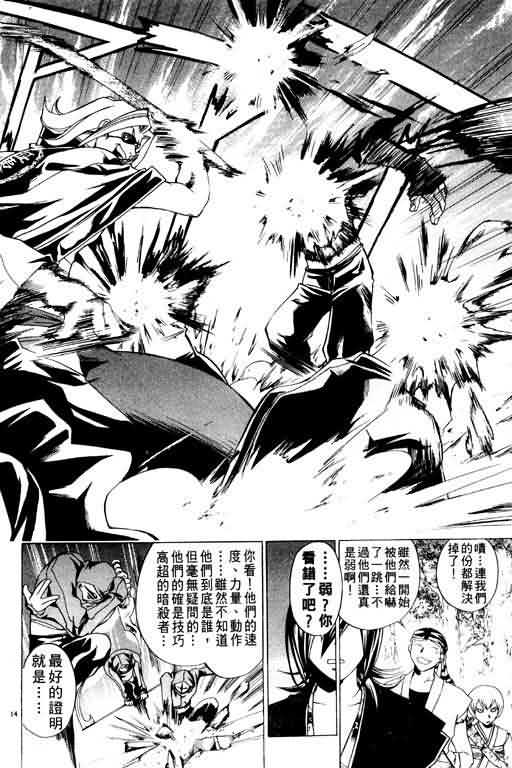 嘖…連我們
的份都解決
掉了！
雖然一開始
被他們給嚇
了一跳…不
過他們還真
是弱啊！
……弱？你
看錯了吧？
你看！他們的速
度、力量、動作
……雖然不知道
他們到底是誰，
但毫無疑問的…
他們的確是技巧
高超的暗殺者…
最好的證明
就是……
14